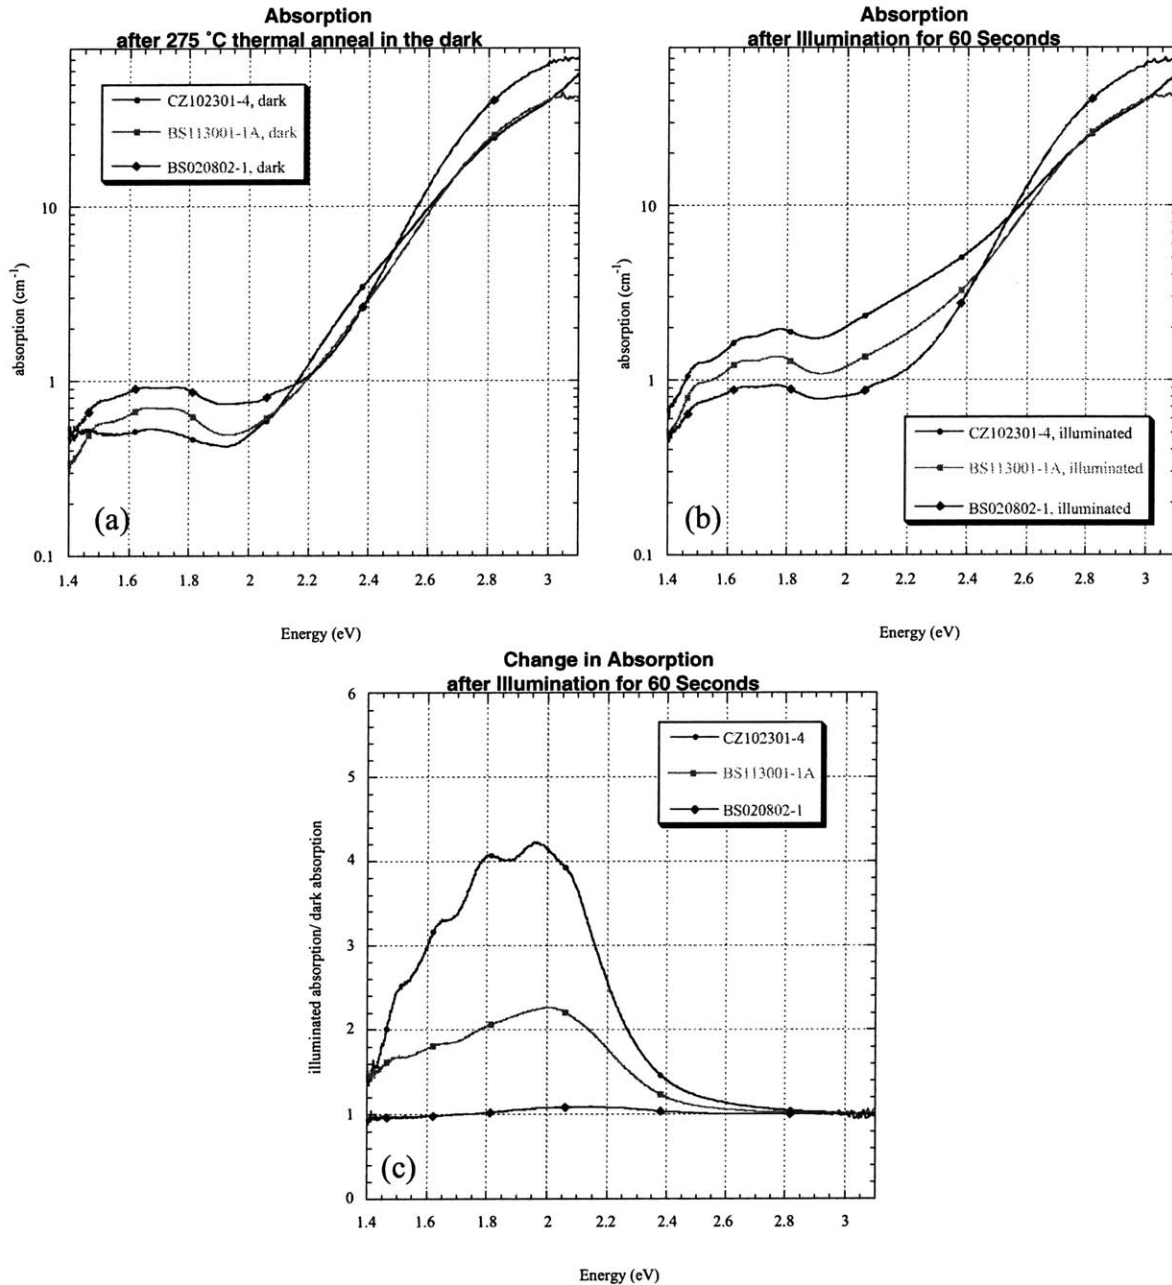 Absorption
after 275 °C thermal anneal in the dark
CZ102301-4, dark
BS113001-1A, dark
BS020802-1, dark
10
1
0.1
absorption (cm⁻¹)
(a)
1.4 1.6 1.8 2 2.2 2.4 2.6 2.8 3
Energy (eV)
Absorption
after Illumination for 60 Seconds
10
1
0.1
absorption (cm⁻¹)
CZ102301-4, illuminated
BS113001-1A, illuminated
BS020802-1, illuminated
(b)
1.4 1.6 1.8 2 2.2 2.4 2.6 2.8 3
Energy (eV)
Change in Absorption
after Illumination for 60 Seconds
6
5
4
3
2
1
0
illuminated absorption/ dark absorption
CZ102301-4
BS113001-1A
BS020802-1
(c)
1.4 1.6 1.8 2 2.2 2.4 2.6 2.8 3
Energy (eV)